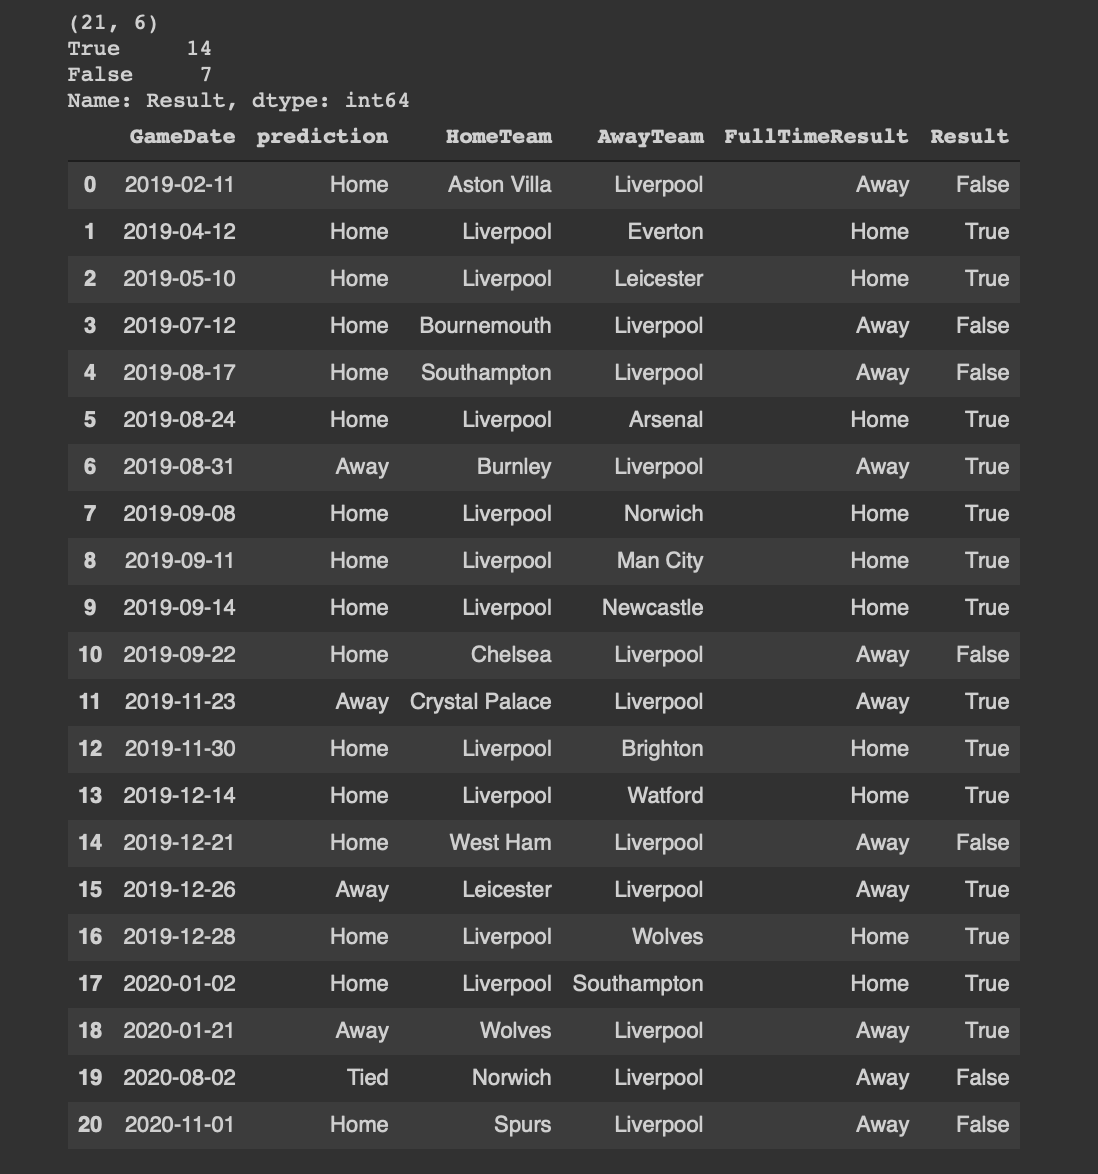 (21, 6)
True 14
False 7
Name: Result, dtype: int64
GameDate prediction HomeTeam AwayTeam FullTimeResult Result
0 2019-02-11 Home Aston Villa Liverpool Away False
1 2019-04-12 Home Liverpool Everton Home True
2 2019-05-10 Home Liverpool Leicester Home True
3 2019-07-12 Home Bournemouth Liverpool Away False
4 2019-08-17 Home Southampton Liverpool Away False
5 2019-08-24 Home Liverpool Arsenal Home True
6 2019-08-31 Away Burnley Liverpool Away True
7 2019-09-08 Home Liverpool Norwich Home True
8 2019-09-11 Home Liverpool Man City Home True
9 2019-09-14 Home Liverpool Newcastle Home True
10 2019-09-22 Home Chelsea Liverpool Away False
11 2019-11-23 Away Crystal Palace Liverpool Away True
12 2019-11-30 Home Liverpool Brighton Home True
13 2019-12-14 Home Liverpool Watford Home True
14 2019-12-21 Home West Ham Liverpool Away False
15 2019-12-26 Away Leicester Liverpool Away True
16 2019-12-28 Home Liverpool Wolves Home True
17 2020-01-02 Home Liverpool Southampton Home True
18 2020-01-21 Away Wolves Liverpool Away True
19 2020-08-02 Tied Norwich Liverpool Away False
20 2020-11-01 Home Spurs Liverpool Away False